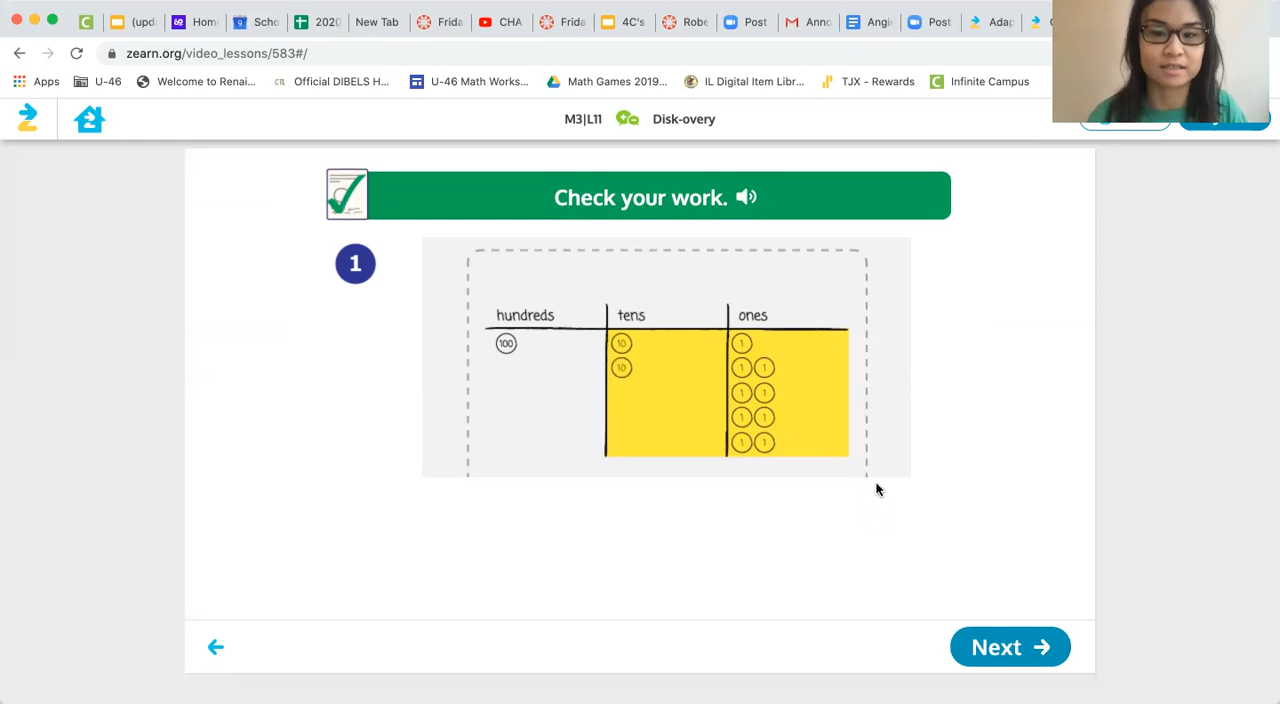 (upd
Hom
Scho
2020
New Tab
Frida
CHA
Frida
4C's
Robe
Post
Anno
Angi
Post
Adap
zearn.org/video_lessons/583#/
Apps
U-46
Welcome to Renai...
CTL Official DIBELS H...
U-46 Math Works...
Math Games 2019...
IL Digital Item Libr...
TJX - Rewards
Infinite Campus
M3|L11
Disk-overy
Check your work.
1
hundreds tens ones
100 10 1
10 1 1
1 1
1 1
1 1
Next